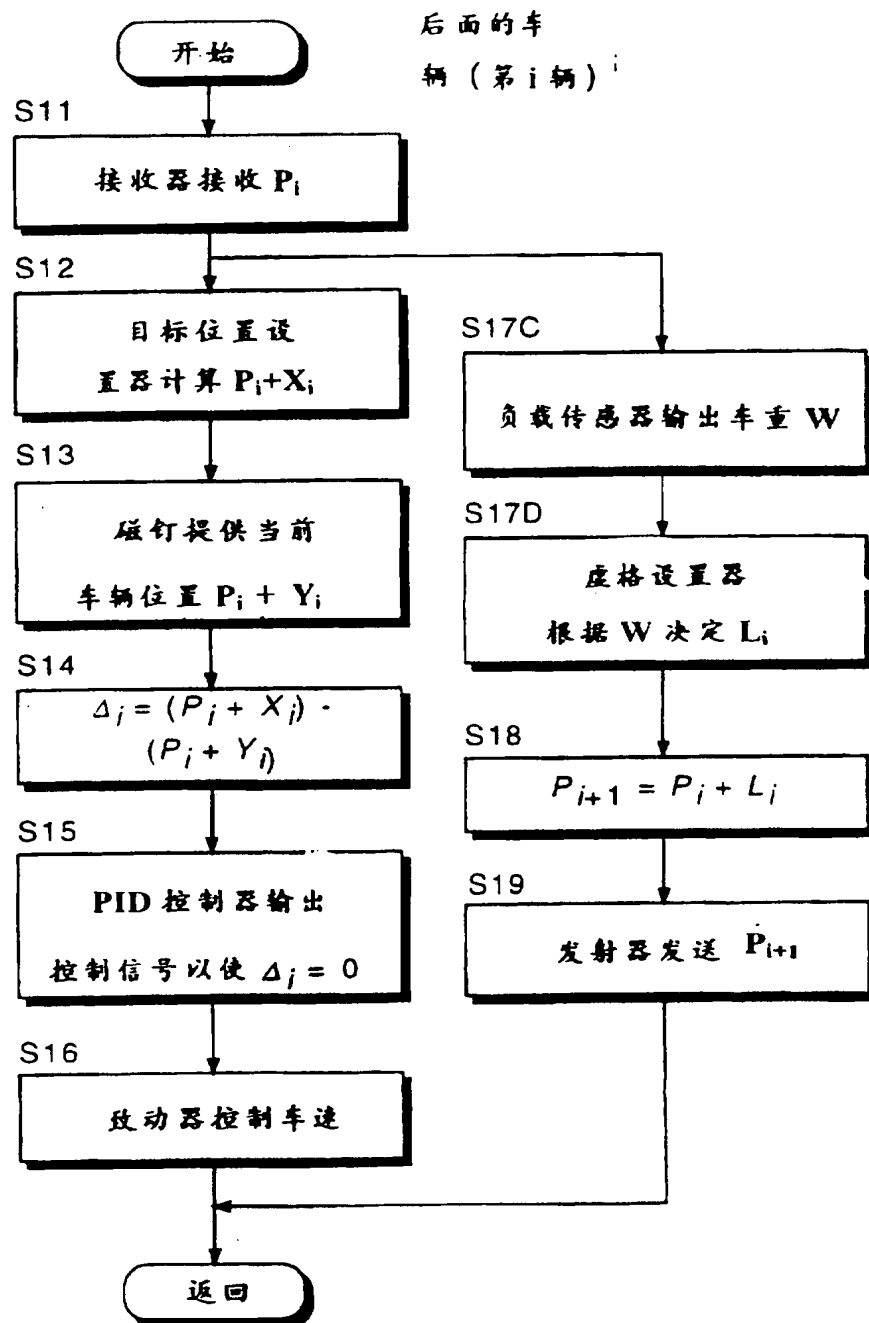 开始
后面的车
辆(第i辆) i
S11
接收器接收 Pi
S12
目标位置设
置器计算 Pi+Xi
S13
磁钉提供当前
车辆位置 Pi + Yi
S14
Δi = (Pi + Xi) -
(Pi + Yi)
S15
PID 控制器输出
控制信号以使 Δi = 0
S16
致动器控制车速
S17C
负载传感器输出车重 W
S17D
虚格设置器
根据 W 决定 Li
S18
Pi+1 = Pi + Li
S19
发射器发送 Pi+1
返回